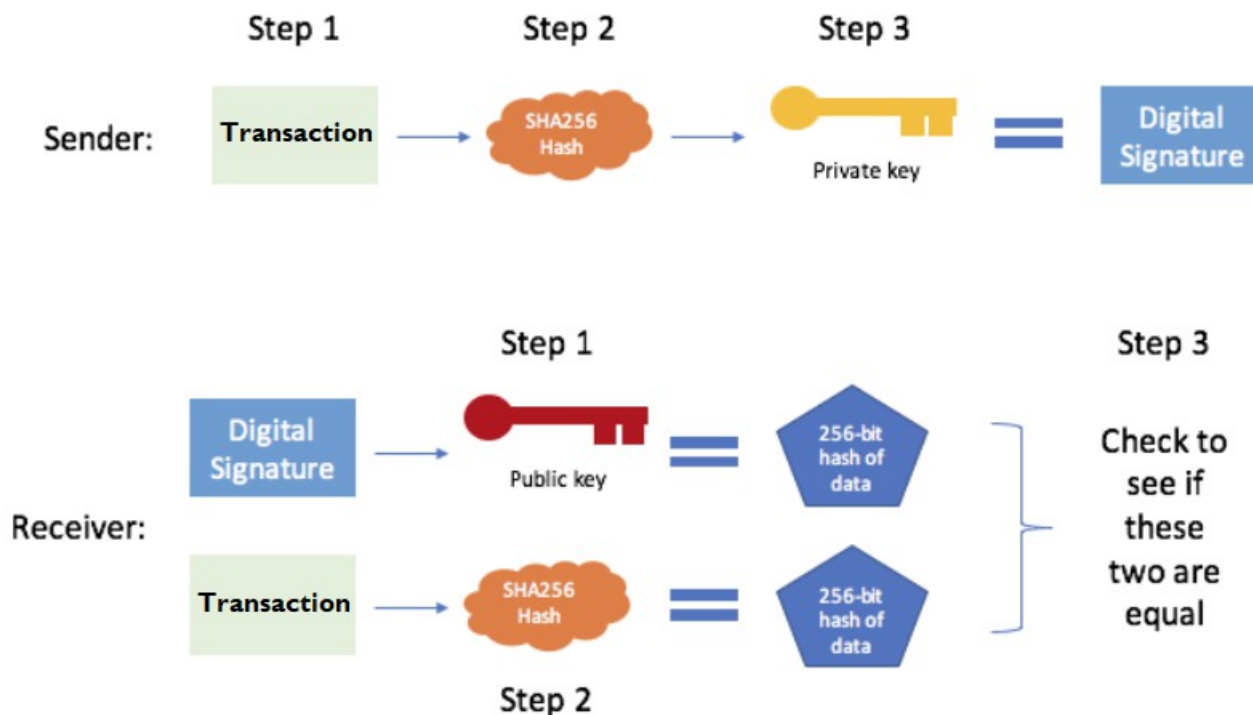 Step 1
Step 2
Step 3
Sender:
Transaction
SHA256
Hash
Private key
Digital
Signature
Step 1
Step 3
Receiver:
Digital
Signature
Public key
256-bit
hash of
data
Transaction
SHA256
Hash
256-bit
hash of
data
Check to
see if
these
two are
equal
Step 2